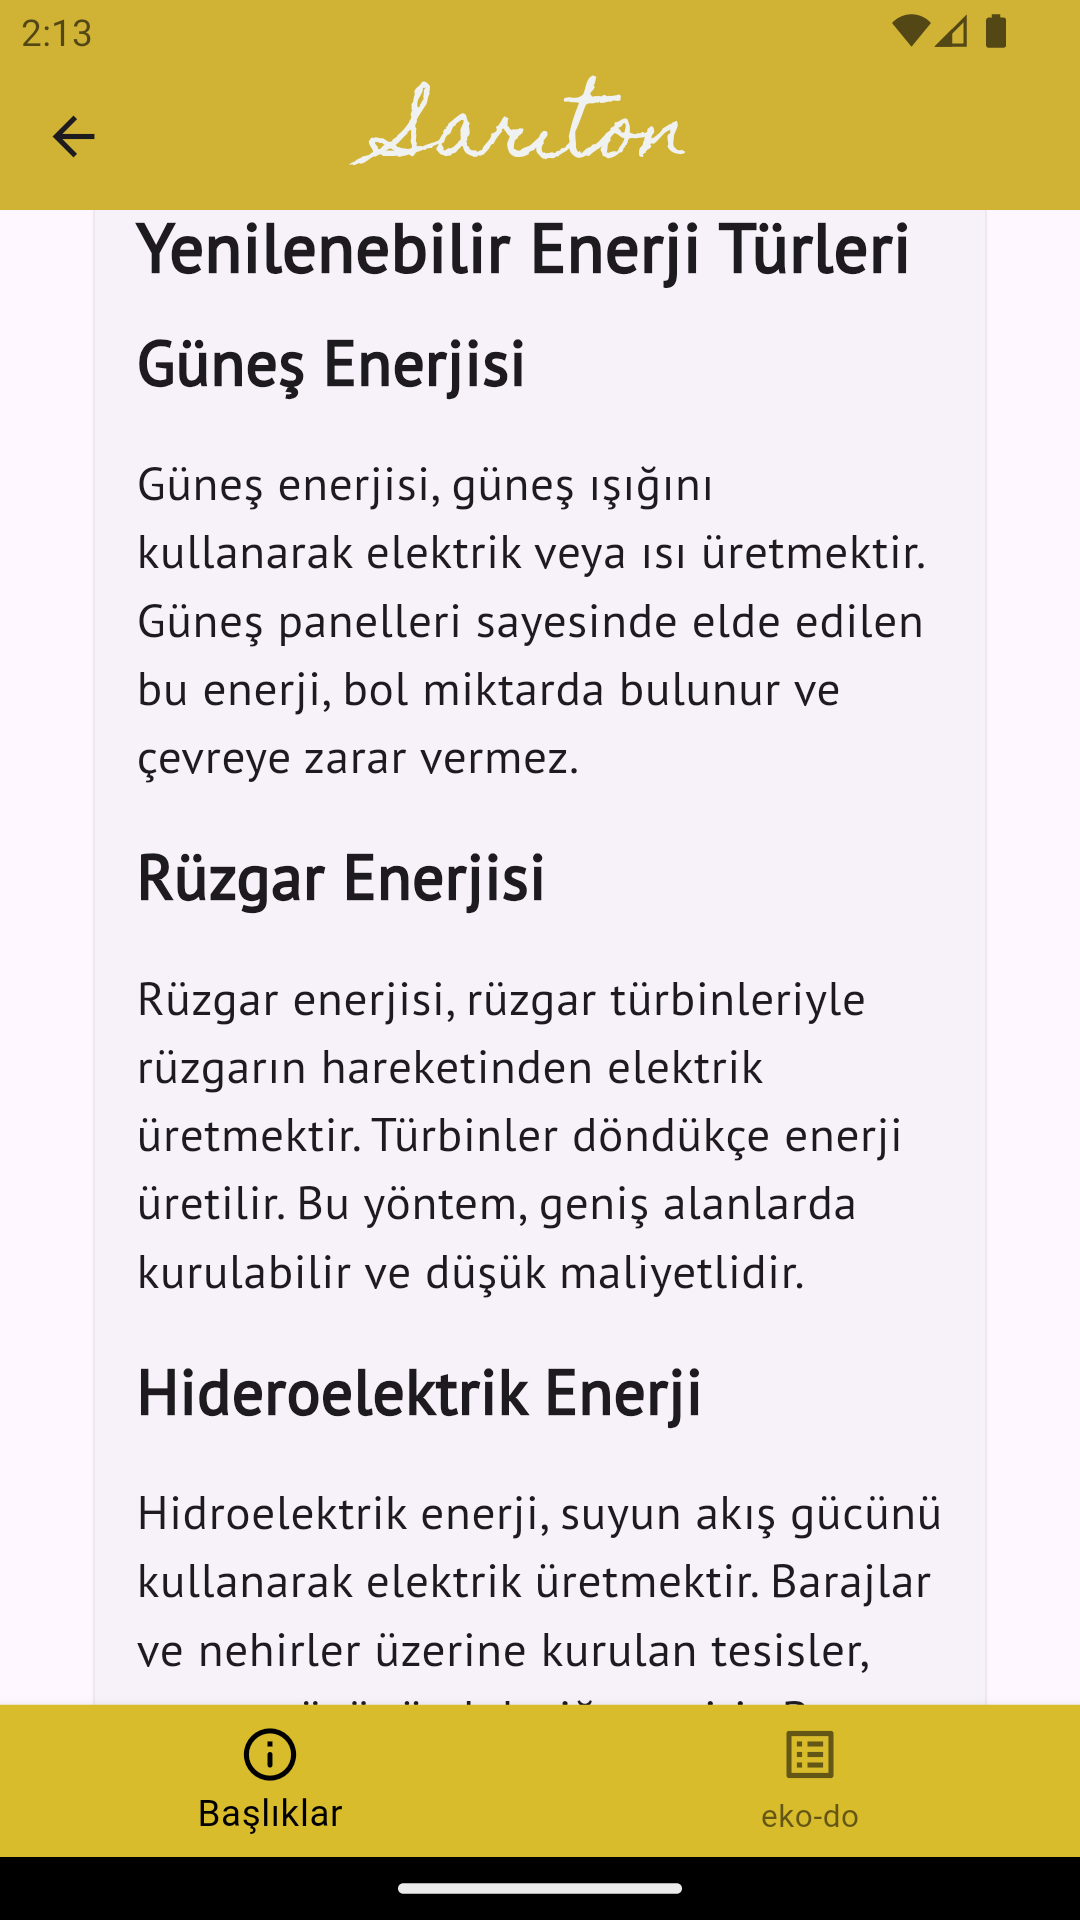 2:13
Sarıton
Yenilenebilir Enerji Türleri
Güneş Enerjisi
Güneş enerjisi, güneş ışığını
kullanarak elektrik veya ısı üretmektir.
Güneş panelleri sayesinde elde edilen
bu enerji, bol miktarda bulunur ve
çevreye zarar vermez.
Rüzgar Enerjisi
Rüzgar enerjisi, rüzgar türbinleriyle
rüzgarın hareketinden elektrik
üretmektir. Türbinler döndükçe enerji
üretilir. Bu yöntem, geniş alanlarda
kurulabilir ve düşük maliyetlidir.
Hideroelektrik Enerji
Hidroelektrik enerji, suyun akış gücünü
kullanarak elektrik üretmektir. Barajlar
ve nehirler üzerine kurulan tesisler,
Başlıklar
eko-do